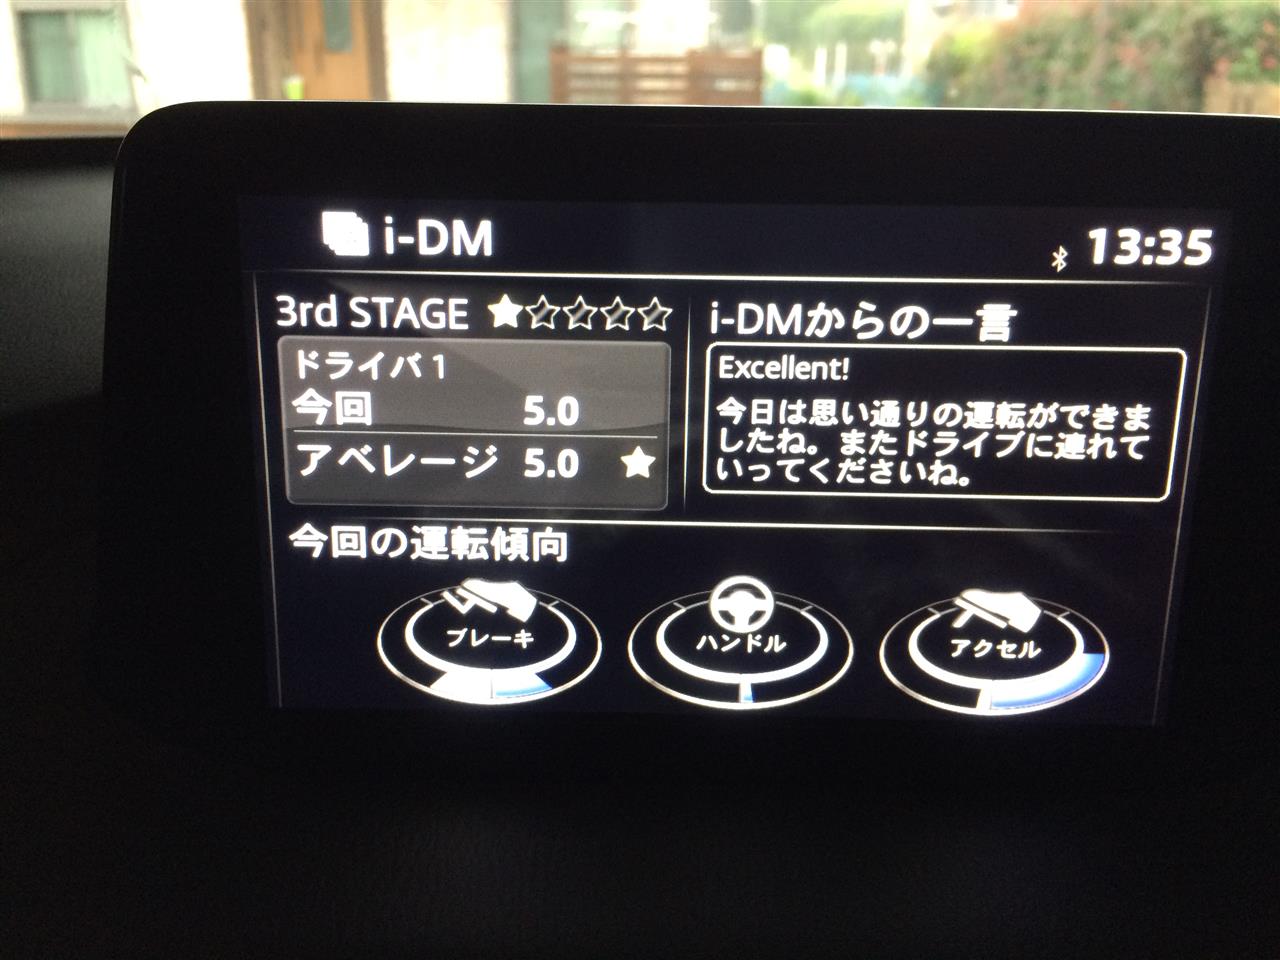 i-DM
13:35
3rd STAGE ★☆☆☆☆
ドライバ 1
今回 5.0
アベレージ 5.0 ★
i-DMからの一言
Excellent!
今日は思い通りの運転ができま
したね。またドライブに連れて
いってくださいね。
今回の運転傾向
ブレーキ
ハンドル
アクセル